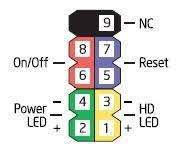 9 — NC
8 7
On/Off — Reset
6 5
4 3
Power — HD
LED LED
+ 2 1 +